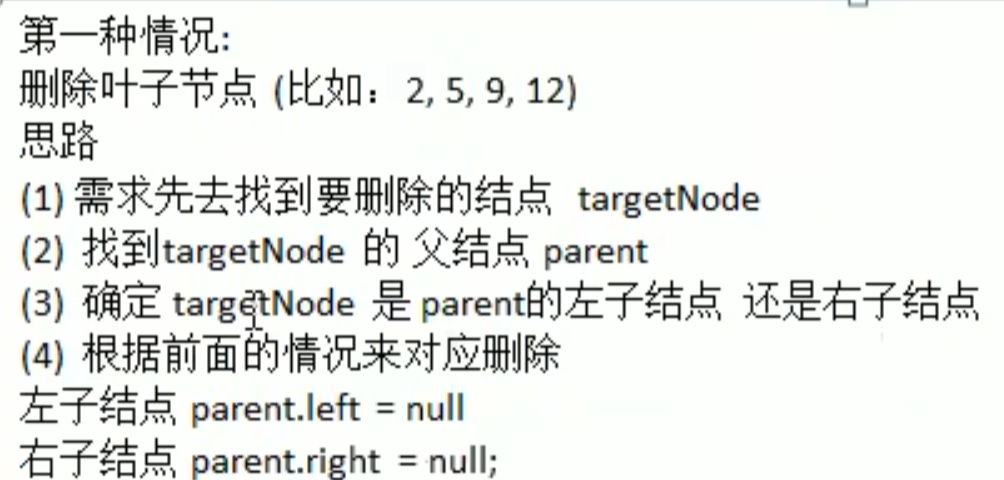 第一种情况:
删除叶子节点 (比如：2, 5, 9, 12)
思路
(1) 需求先去找到要删除的结点 targetNode
(2) 找到targetNode 的 父结点 parent
(3) 确定 targetNode 是 parent的左子结点 还是右子结点
(4) 根据前面的情况来对应删除
左子结点 parent.left = null
右子结点 parent.right = null;